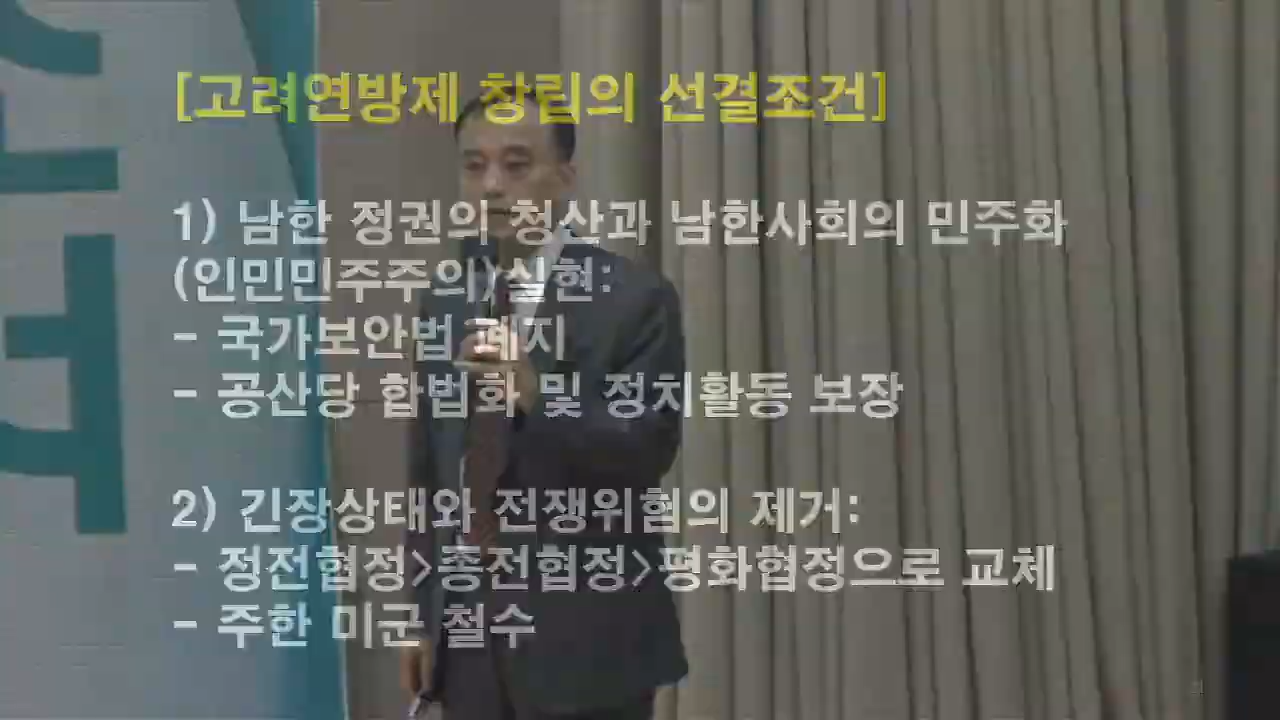 [고려연방제 창립의 선결조건]
1) 남한 정권의 청산과 남한사회의 민주화
(인민민주주의)실현:
- 국가보안법 폐지
- 공산당 합법화 및 정치활동 보장
2) 긴장상태와 전쟁위험의 제거:
- 정전협정>종전협정>평화협정으로 교체
- 주한 미군 철수